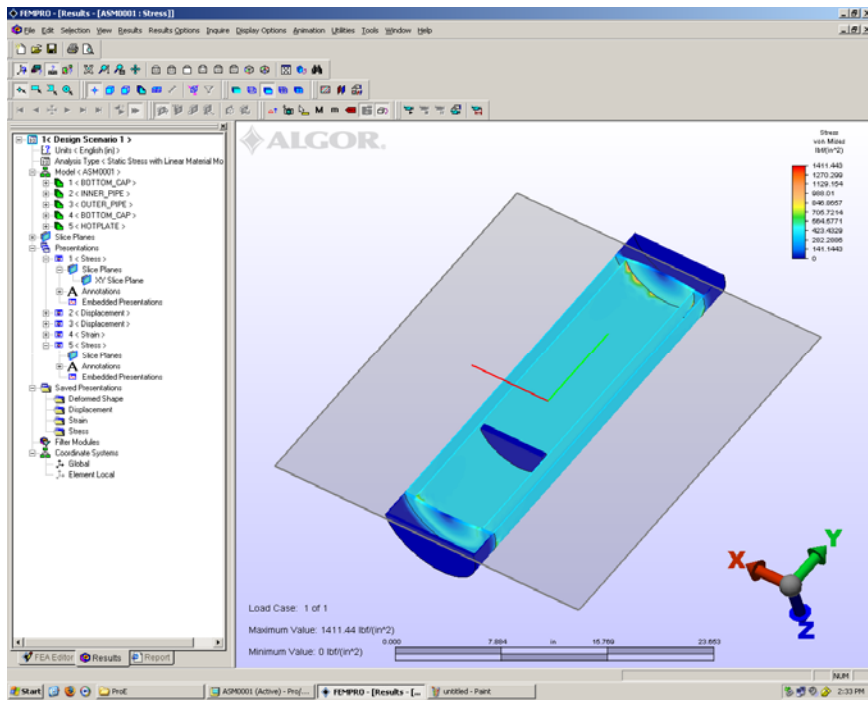 FEMPRO - [Results - [ASM0001 : Stress]]
File Edit Selection View Results Results Options Inquire Display Options Animation Utilities Tools Window Help
1< Design Scenario 1 >
Units < English (in) >
Analysis Type < Static Stress with Linear Material Mo
Model < ASM0001 >
1 < BOTTOM_CAP >
2 < INNER_PIPE >
3 < OUTER_PIPE >
4 < BOTTOM_CAP >
5 < HOTPLATE >
Slice Planes
Presentations
1 < Stress >
Slice Planes
XY Slice Plane
A Annotations
Embedded Presentations
2 < Displacement >
3 < Displacement >
4 < Strain >
5 < Stress >
Slice Planes
A Annotations
Embedded Presentations
Saved Presentations
Deformed Shape
Displacement
Strain
Stress
Filter Modules
Coordinate Systems
Global
Element Local
FEA Editor Results Report
ALGOR.
Stress
von Mises
lbf/(in^2)
1411.443
1270.299
1129.154
988.01
846.8657
705.7214
564.5771
423.4329
282.2886
141.1443
0
X
Y
Z
Load Case: 1 of 1
Maximum Value: 1411.44 lbf/(in^2)
Minimum Value: 0 lbf/(in^2)
0.000 7.884 in 15.769 23.653
NUM
Start ProE ASM0001 (Active) - Pro/... FEMPRO - [Results - [... untitled - Paint 2:33 PM